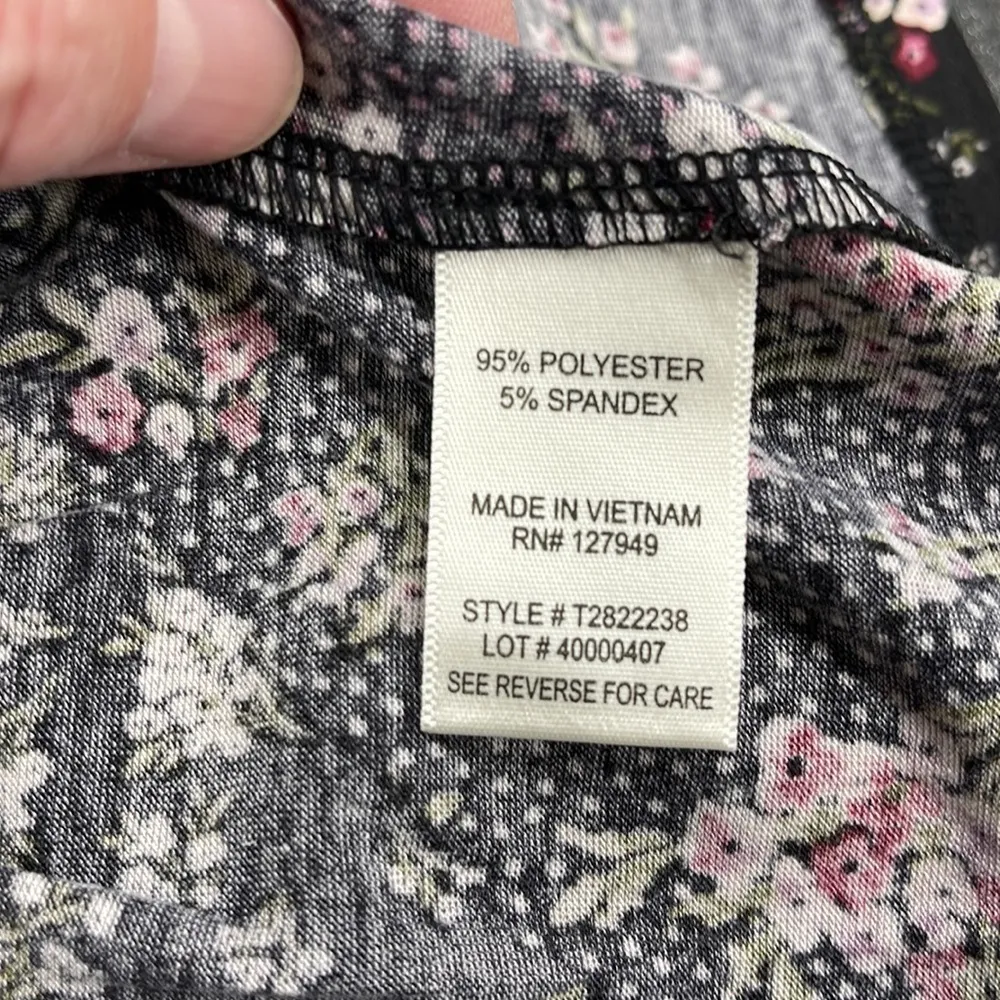 95% POLYESTER
5% SPANDEX
MADE IN VIETNAM
RN# 127949
STYLE # T2822238
LOT # 40000407
SEE REVERSE FOR CARE